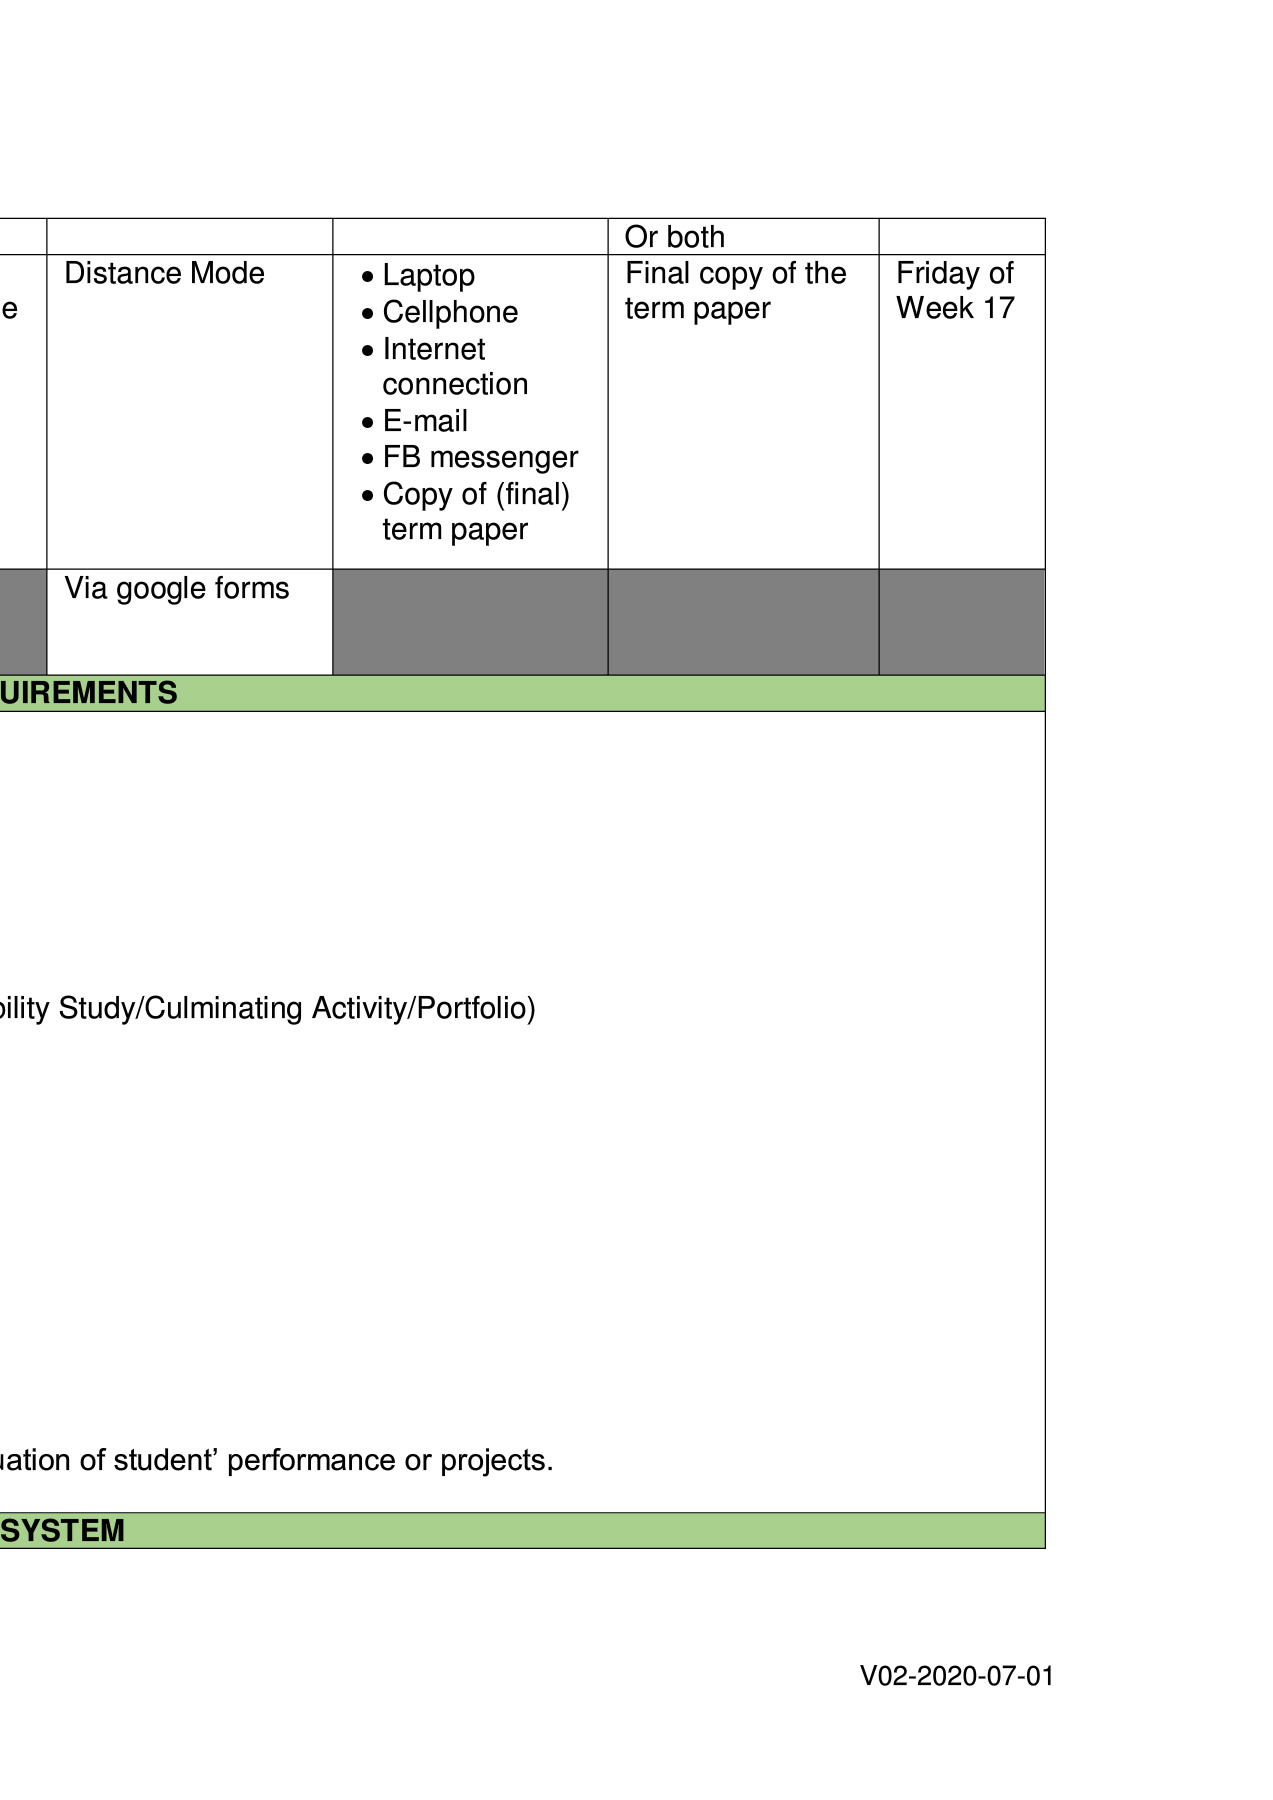 Or both
e
Distance Mode
• Laptop
• Cellphone
• Internet
connection
• E-mail
• FB messenger
• Copy of (final)
term paper
Final copy of the
term paper
Friday of
Week 17
Via google forms
UIREMENTS
bility Study/Culminating Activity/Portfolio)
uation of student’ performance or projects.
SYSTEM
V02-2020-07-01